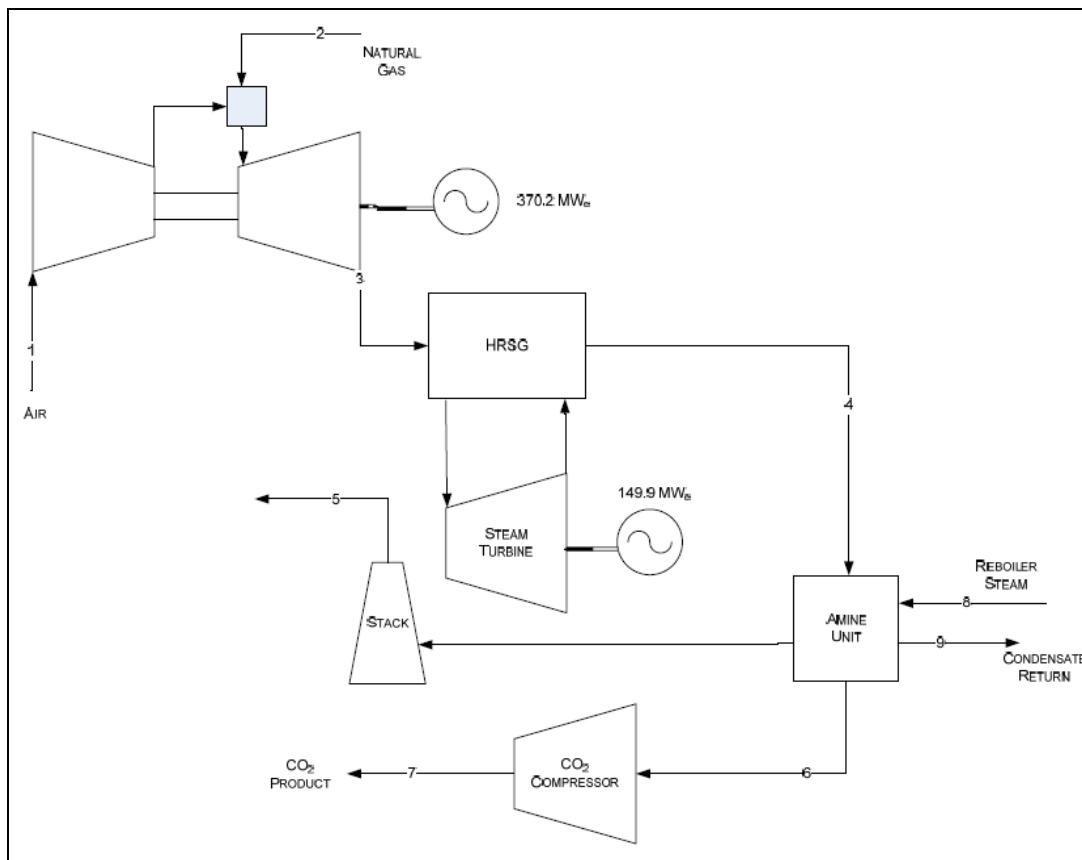 2
NATURAL
GAS
370.2 MWe
3
HRSG
1
AIR
4
5
149.9 MWe
STEAM
TURBINE
REBOILER
STEAM
8
STACK
AMINE
UNIT
9
CONDENSATE
RETURN
CO2
PRODUCT
7
CO2
COMPRESSOR
6